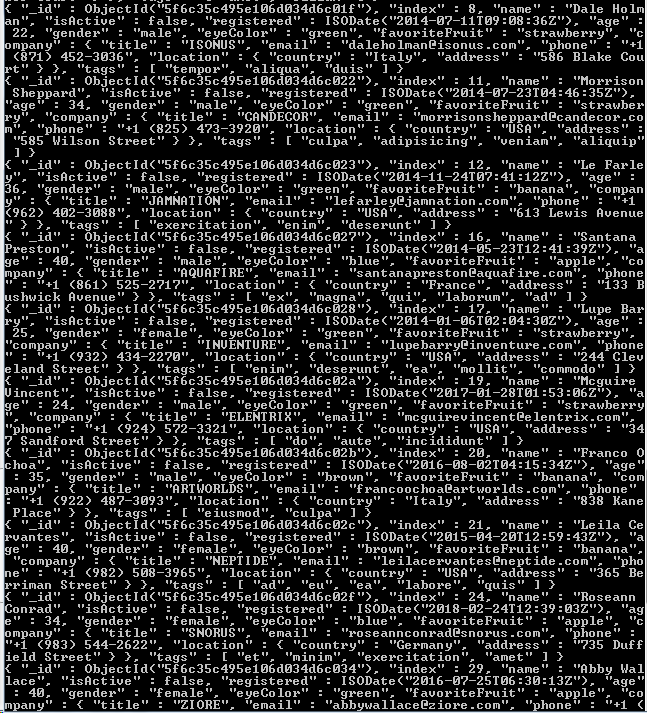 { "_id" : ObjectId("5f6c35c495e106d034d6c01f"), "index" : 8, "name" : "Dale Hol
man", "isActive" : false, "registered" : ISODate("2014-07-11T09:08:36Z"), "age" :
 22, "gender" : "male", "eyeColor" : "green", "favoriteFruit" : "strawberry", "c
ompany" : { "title" : "ISONUS", "email" : "daleholman@isonus.com", "phone" : "+1
 (871) 452-3036", "location" : { "country" : "Italy", "address" : "586 Blake Cou
rt" } }, "tags" : [ "tempor", "aliqua", "duis" ] }
{ "_id" : ObjectId("5f6c35c495e106d034d6c022"), "index" : 11, "name" : "Morrison
 Sheppard", "isActive" : false, "registered" : ISODate("2014-07-23T04:46:35Z"),
"age" : 34, "gender" : "male", "eyeColor" : "green", "favoriteFruit" : "strawber
ry", "company" : { "title" : "CANDECOR", "email" : "morrisonsheppard@candecor.co
m", "phone" : "+1 (825) 473-3920", "location" : { "country" : "USA", "address" :
 "585 Wilson Street" } }, "tags" : [ "culpa", "adipisicing", "veniam", "aliquip"
 ] }
{ "_id" : ObjectId("5f6c35c495e106d034d6c023"), "index" : 12, "name" : "Le Farle
y", "isActive" : false, "registered" : ISODate("2014-11-24T07:41:12Z"), "age" :
36, "gender" : "male", "eyeColor" : "green", "favoriteFruit" : "banana", "compan
y" : { "title" : "JAMNATION", "email" : "lefarley@jamnation.com", "phone" : "+1
(962) 402-3088", "location" : { "country" : "USA", "address" : "613 Lewis Avenue
" } }, "tags" : [ "exercitation", "enim", "deserunt" ] }
{ "_id" : ObjectId("5f6c35c495e106d034d6c027"), "index" : 16, "name" : "Santana
Preston", "isActive" : false, "registered" : ISODate("2014-05-23T12:41:39Z"), "a
ge" : 40, "gender" : "male", "eyeColor" : "blue", "favoriteFruit" : "apple", "co
mpany" : { "title" : "AQUAFIRE", "email" : "santanapreston@aquafire.com", "phone
" : "+1 (861) 525-2717", "location" : { "country" : "France", "address" : "133 B
ushwick Avenue" } }, "tags" : [ "ex", "magna", "qui", "laborum", "ad" ] }
{ "_id" : ObjectId("5f6c35c495e106d034d6c028"), "index" : 17, "name" : "Lupe Bar
ry", "isActive" : false, "registered" : ISODate("2014-01-06T02:04:30Z"), "age" :
 25, "gender" : "female", "eyeColor" : "green", "favoriteFruit" : "strawberry",
"company" : { "title" : "INVENTURE", "email" : "lupebarry@inventure.com", "phone
" : "+1 (932) 434-2270", "location" : { "country" : "USA", "address" : "244 Clev
eland Street" } }, "tags" : [ "enim", "deserunt", "ea", "mollit", "commodo" ] }
{ "_id" : ObjectId("5f6c35c495e106d034d6c02a"), "index" : 19, "name" : "Mcguire
Vincent", "isActive" : false, "registered" : ISODate("2017-01-28T01:53:06Z"), "a
ge" : 24, "gender" : "male", "eyeColor" : "green", "favoriteFruit" : "strawberry
", "company" : { "title" : "ELENTRIX", "email" : "mcguirevincent@elentrix.com",
"phone" : "+1 (924) 572-3321", "location" : { "country" : "USA", "address" : "34
7 Sandford Street" } }, "tags" : [ "do", "aute", "incididunt" ] }
{ "_id" : ObjectId("5f6c35c495e106d034d6c02b"), "index" : 20, "name" : "Franco O
choa", "isActive" : false, "registered" : ISODate("2016-08-02T04:15:34Z"), "age"
 : 35, "gender" : "male", "eyeColor" : "brown", "favoriteFruit" : "banana", "com
pany" : { "title" : "ARTWORLDS", "email" : "francoochoa@artworlds.com", "phone"
: "+1 (922) 487-3093", "location" : { "country" : "Italy", "address" : "838 Kane
 Place" } }, "tags" : [ "eiusmod", "culpa" ] }
{ "_id" : ObjectId("5f6c35c495e106d034d6c02c"), "index" : 21, "name" : "Leila Ce
rvantes", "isActive" : false, "registered" : ISODate("2015-04-20T12:59:43Z"), "a
ge" : 40, "gender" : "female", "eyeColor" : "brown", "favoriteFruit" : "banana",
 "company" : { "title" : "NEPTIDE", "email" : "leilacervantes@neptide.com", "pho
ne" : "+1 (982) 508-3965", "location" : { "country" : "USA", "address" : "365 Be
rriman Street" } }, "tags" : [ "ad", "eu", "ea", "labore", "quis" ] }
{ "_id" : ObjectId("5f6c35c495e106d034d6c02f"), "index" : 24, "name" : "Roseann
Conrad", "isActive" : false, "registered" : ISODate("2018-02-24T12:39:03Z"), "ag
e" : 34, "gender" : "female", "eyeColor" : "blue", "favoriteFruit" : "apple", "c
ompany" : { "title" : "SNORUS", "email" : "roseannconrad@snorus.com", "phone" :
"+1 (983) 544-2622", "location" : { "country" : "Germany", "address" : "735 Duff
ield Street" } }, "tags" : [ "et", "minim", "exercitation", "amet" ] }
{ "_id" : ObjectId("5f6c35c495e106d034d6c034"), "index" : 29, "name" : "Abby Wal
lace", "isActive" : false, "registered" : ISODate("2016-07-25T06:30:13Z"), "age"
 : 40, "gender" : "female", "eyeColor" : "green", "favoriteFruit" : "apple", "co
mpany" : { "title" : "ZIORE", "email" : "abbywallace@ziore.com", "phone" : "+1 (